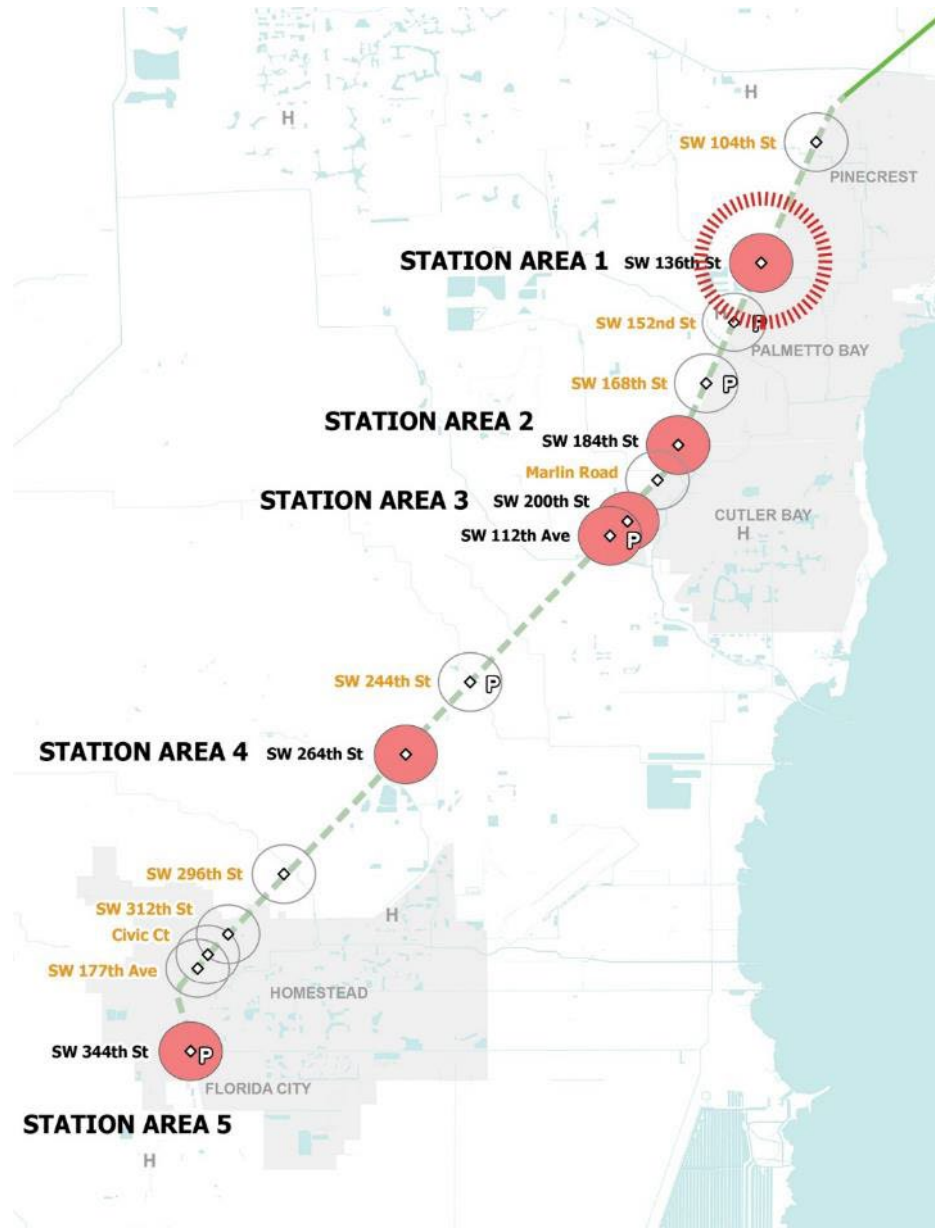 H
H
SW 104th St
PINECREST
STATION AREA 1
SW 136th St
SW 152nd St
H
P
PALMETTO BAY
SW 168th St
P
STATION AREA 2
SW 184th St
Marlin Road
STATION AREA 3
SW 200th St
CUTLER BAY
SW 112th Ave
P
H
SW 244th St
P
STATION AREA 4
SW 264th St
SW 296th St
SW 312th St
H
Civic Ct
SW 177th Ave
HOMESTEAD
SW 344th St
P
FLORIDA CITY
STATION AREA 5
H